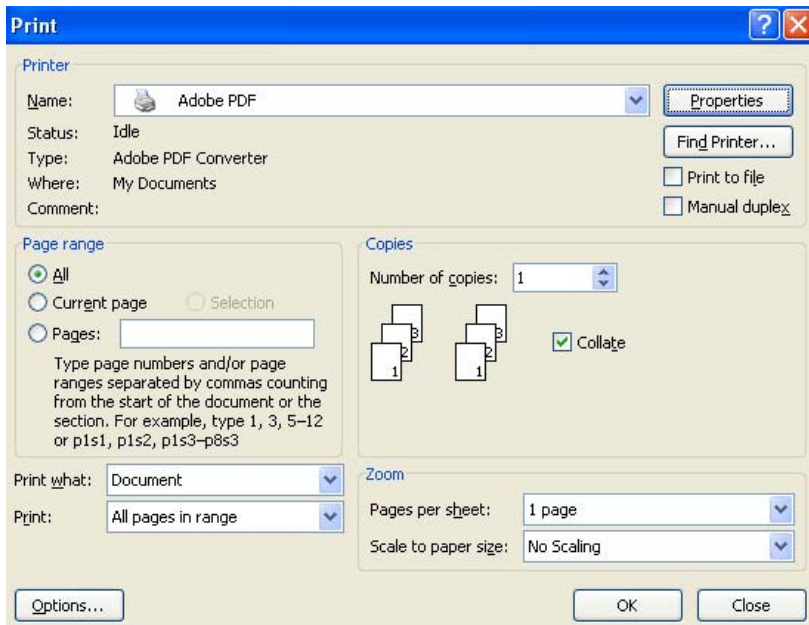 Print
Printer
Name: Adobe PDF Properties
Status: Idle Find Printer...
Type: Adobe PDF Converter
Where: My Documents Print to file
Comment: Manual duplex
Page range
All
Current page Selection
Pages:
Type page numbers and/or page
ranges separated by commas counting
from the start of the document or the
section. For example, type 1, 3, 5–12
or p1s1, p1s2, p1s3–p8s3
Copies
Number of copies: 1
3 3
2 2
1 1
Collate
Print what: Document
Print: All pages in range
Zoom
Pages per sheet: 1 page
Scale to paper size: No Scaling
Options... OK Close